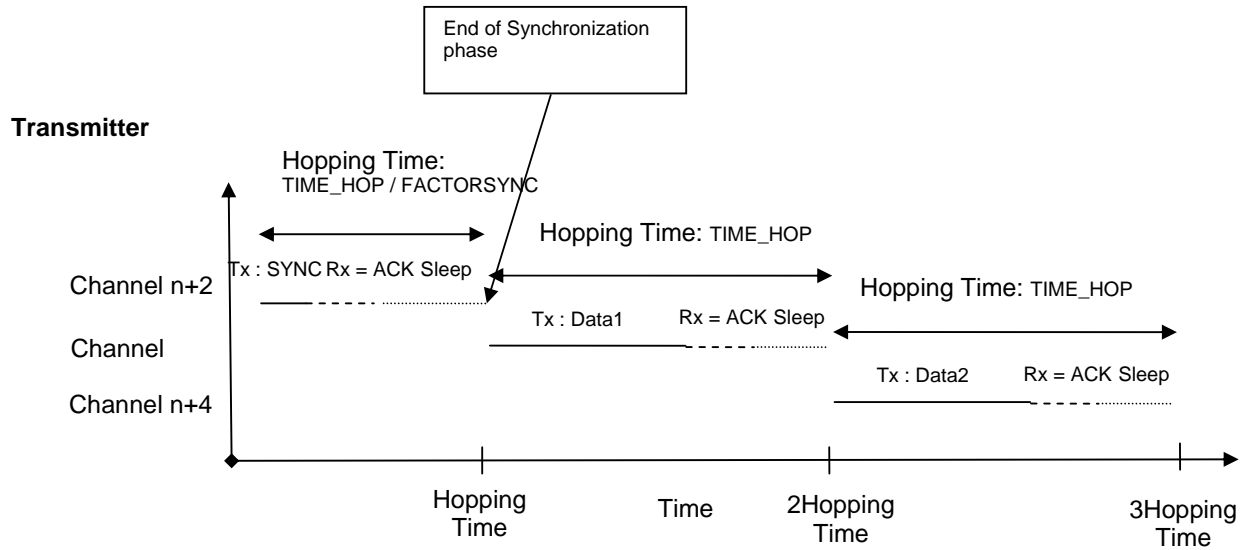 End of Synchronization
phase
Transmitter
Hopping Time:
TIME_HOP / FACTORSYNC
Hopping Time: TIME_HOP
Tx : SYNC Rx = ACK Sleep
Channel n+2
Hopping Time: TIME_HOP
Tx : Data1 Rx = ACK Sleep
Channel
Tx : Data2 Rx = ACK Sleep
Channel n+4
Hopping
Time
Time
2Hopping
Time
3Hopping
Time